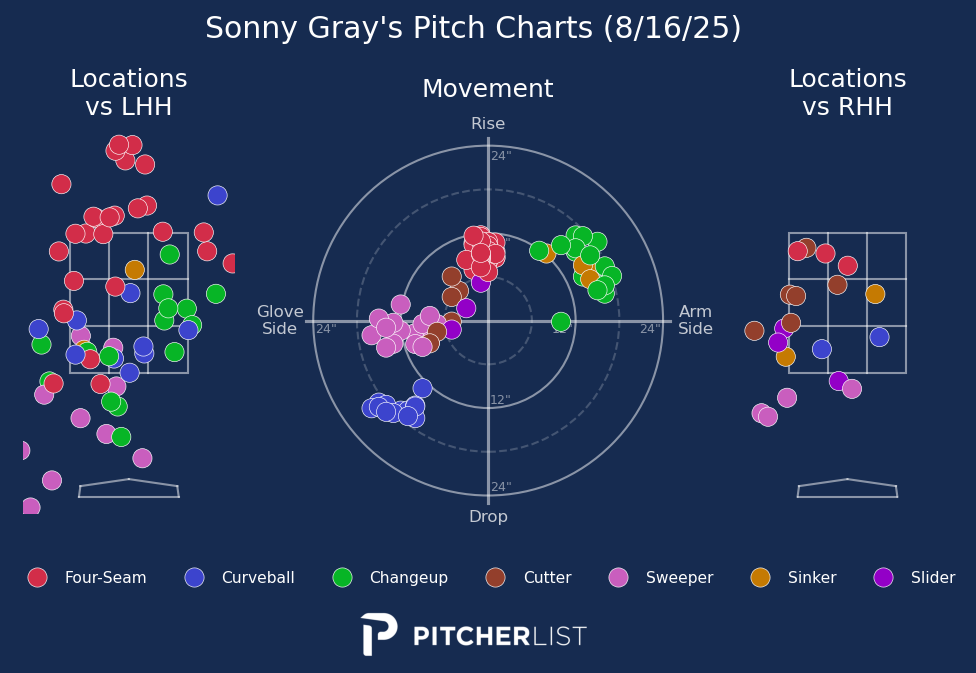 Sonny Gray's Pitch Charts (8/16/25)
Locations
vs LHH
Movement
Locations
vs RHH
Rise
24"
Glove
Side
24"
24"
Arm
Side
12"
24"
Drop
Four-Seam
Curveball
Changeup
Cutter
Sweeper
Sinker
Slider
PITCHERLIST